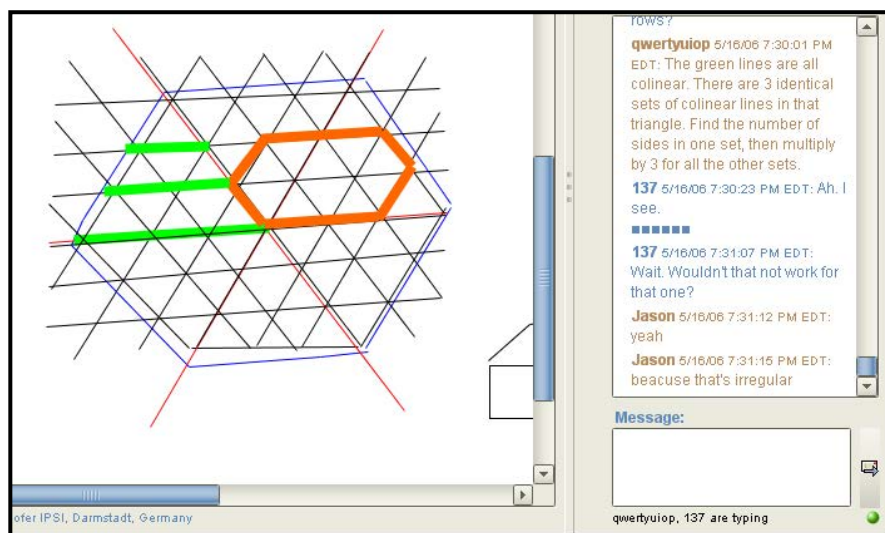 rows?
qwertyuiop 5/16/06 7:30:01 PM
EDT: The green lines are all
colinear. There are 3 identical
sets of colinear lines in that
triangle. Find the number of
sides in one set, then multiply
by 3 for all the other sets.
137 5/16/06 7:30:23 PM EDT: Ah. I
see.
137 5/16/06 7:31:07 PM EDT:
Wait. Wouldn't that not work for
that one?
Jason 5/16/06 7:31:12 PM EDT:
yeah
Jason 5/16/06 7:31:15 PM EDT:
beacuse that's irregular
Message:
ofer IPSI, Darmstadt, Germany
qwertyuiop, 137 are typing